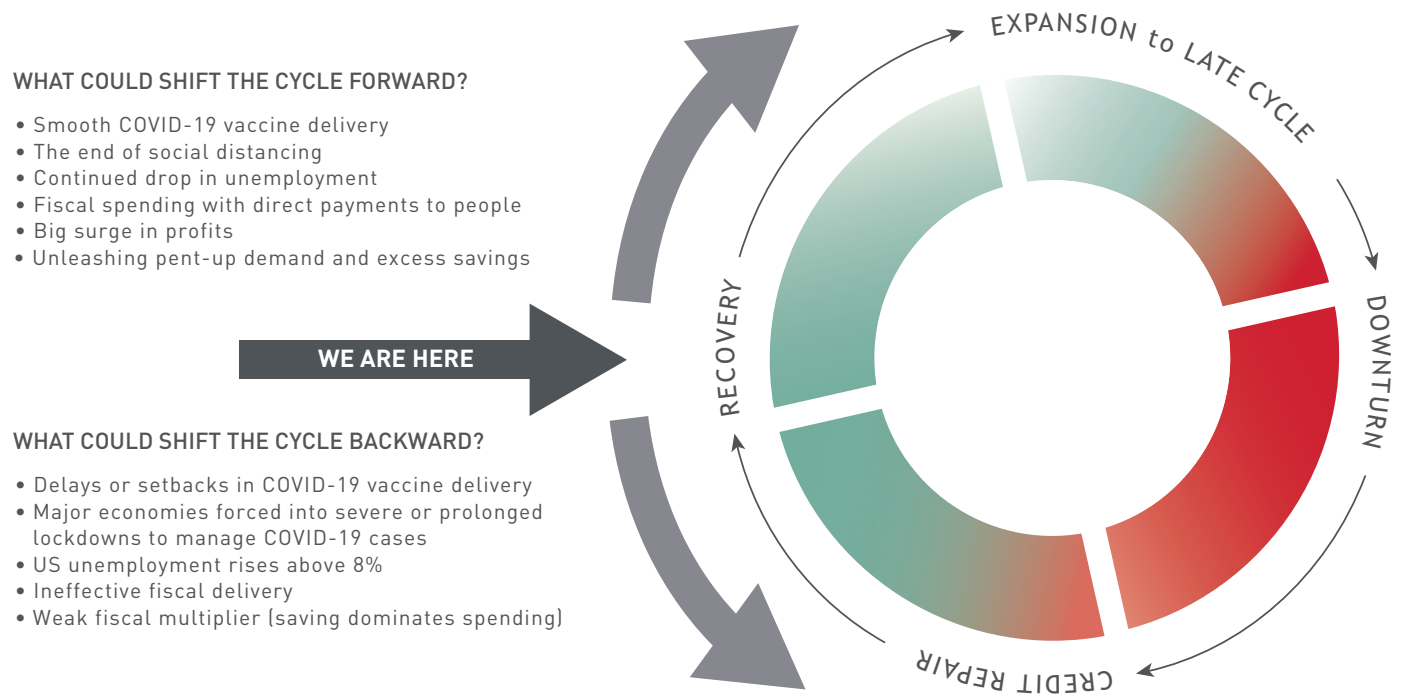 WHAT COULD SHIFT THE CYCLE FORWARD?
• Smooth COVID-19 vaccine delivery
• The end of social distancing
• Continued drop in unemployment
• Fiscal spending with direct payments to people
• Big surge in profits
• Unleashing pent-up demand and excess savings
WE ARE HERE
WHAT COULD SHIFT THE CYCLE BACKWARD?
• Delays or setbacks in COVID-19 vaccine delivery
• Major economies forced into severe or prolonged
lockdowns to manage COVID-19 cases
• US unemployment rises above 8%
• Ineffective fiscal delivery
• Weak fiscal multiplier (saving dominates spending)
EXPANSION to LATE CYCLE
DOWNTURN
CREDIT REPAIR
RECOVERY